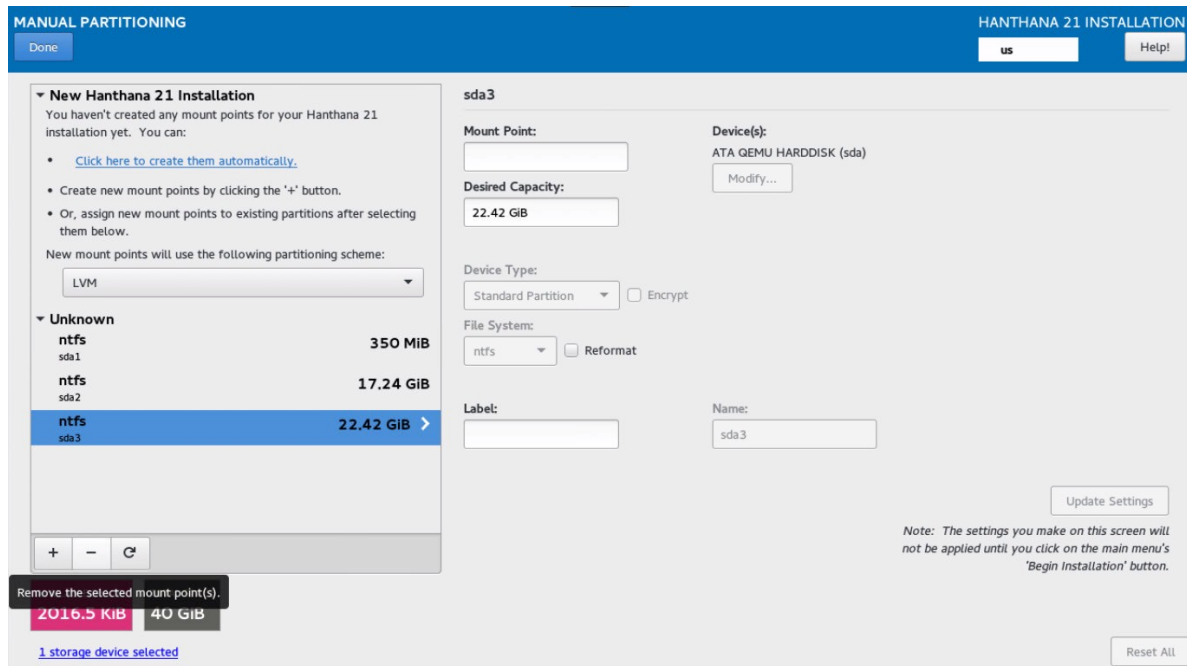 MANUAL PARTITIONING
HANTHANA 21 INSTALLATION
Done
us
Help!
New Hanthana 21 Installation
You haven't created any mount points for your Hanthana 21
installation yet.  You can:
• Click here to create them automatically.
• Create new mount points by clicking the '+' button.
• Or, assign new mount points to existing partitions after selecting
them below.
New mount points will use the following partitioning scheme:
LVM
Unknown
ntfs
350 MiB
sda1
ntfs
17.24 GiB
sda2
ntfs
22.42 GiB
sda3
+ −
Remove the selected mount point(s).
2016.5 KiB
40 GiB
1 storage device selected
sda3
Mount Point:
Device(s):
ATA QEMU HARDDISK (sda)
Modify...
Desired Capacity:
22.42 GiB
Device Type:
Standard Partition
Encrypt
File System:
ntfs
Reformat
Label:
Name:
sda3
Update Settings
Note:  The settings you make on this screen will
not be applied until you click on the main menu's
'Begin Installation' button.
Reset All